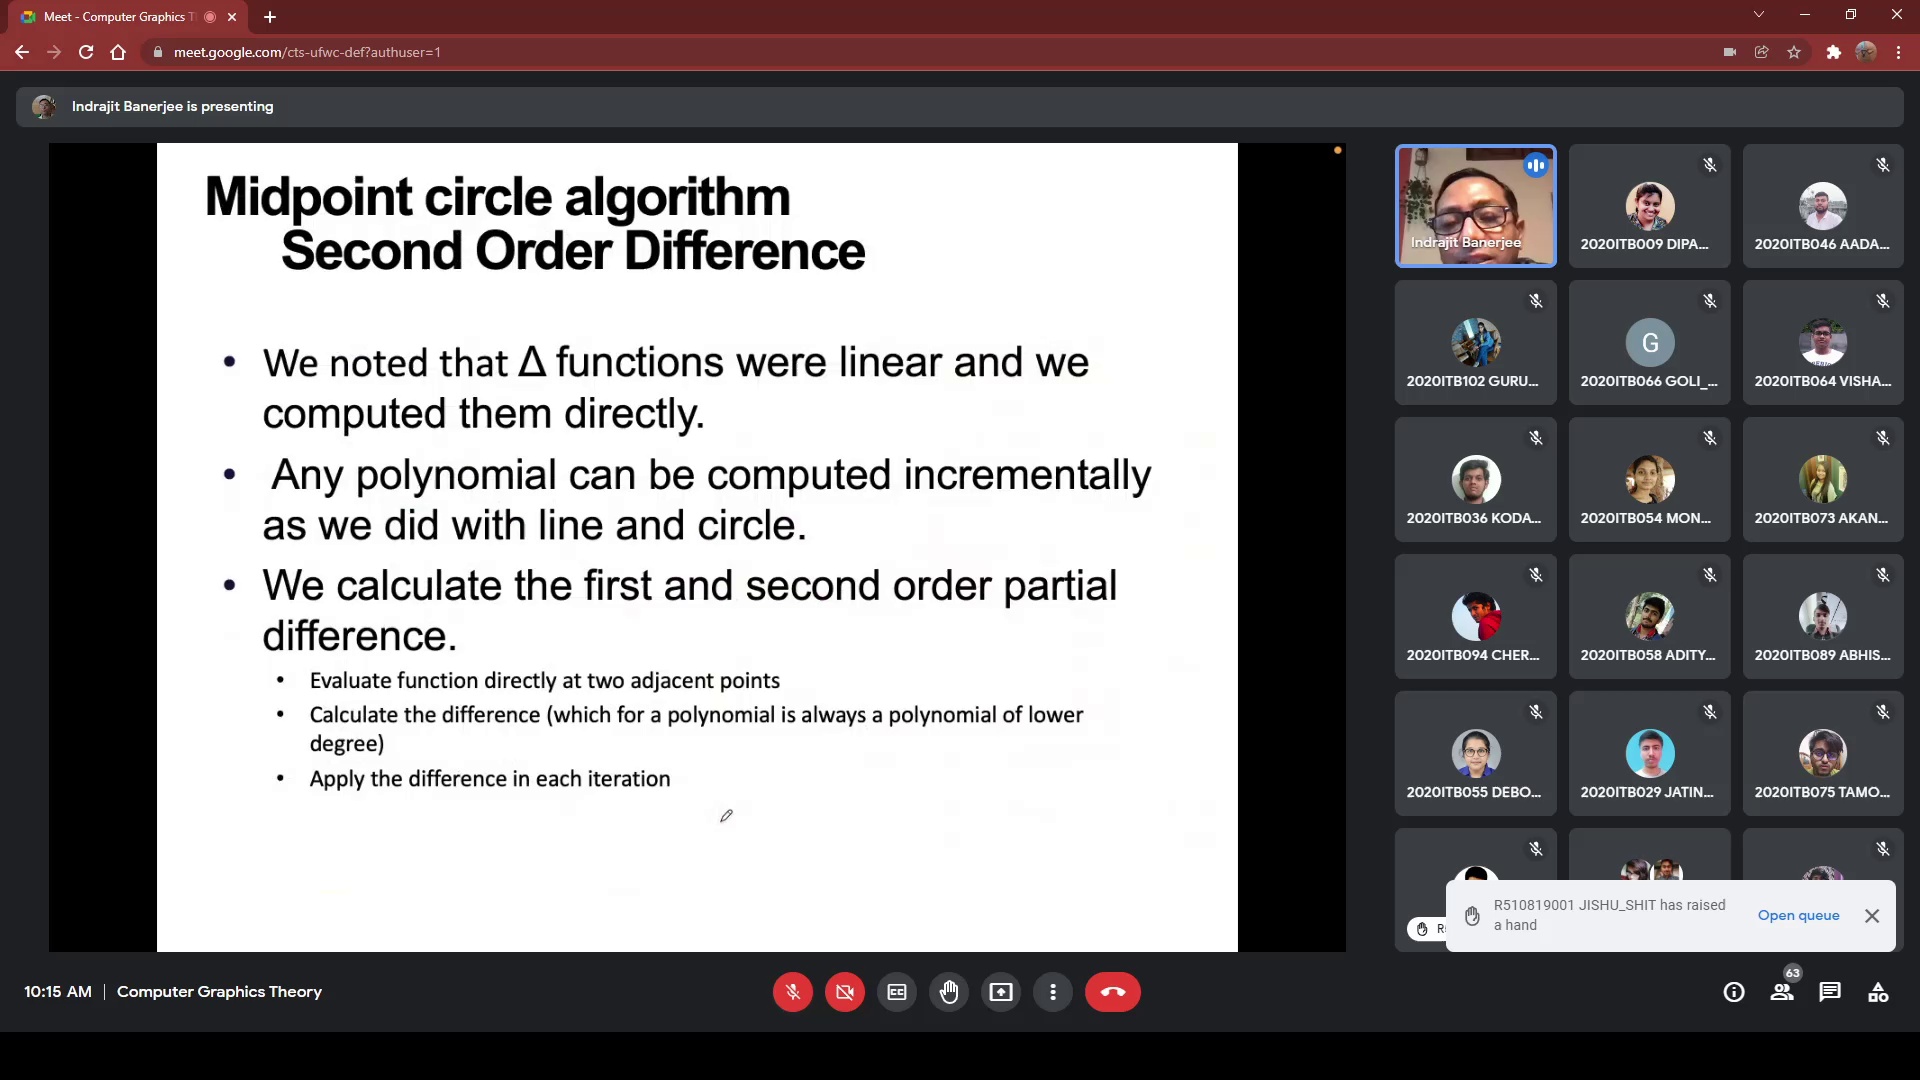 Meet - Computer Graphics T
meet.google.com/cts-ufwc-def?authuser=1
Indrajit Banerjee is presenting
Midpoint circle algorithm
Second Order Difference
• We noted that Δ functions were linear and we
computed them directly.
• Any polynomial can be computed incrementally
as we did with line and circle.
• We calculate the first and second order partial
difference.
• Evaluate function directly at two adjacent points
• Calculate the difference (which for a polynomial is always a polynomial of lower
degree)
• Apply the difference in each iteration
Indrajit Banerjee
2020ITB009 DIPA...
2020ITB046 AADA...
2020ITB102 GURU...
G
2020ITB066 GOLI_...
2020ITB064 VISHA...
2020ITB036 KODA...
2020ITB054 MON...
2020ITB073 AKAN...
2020ITB094 CHER...
2020ITB058 ADITY...
2020ITB089 ABHIS...
2020ITB055 DEBO...
2020ITB029 JATIN...
2020ITB075 TAMO...
R510819001 JISHU_SHIT has raised
a hand
Open queue
10:15 AM | Computer Graphics Theory
63